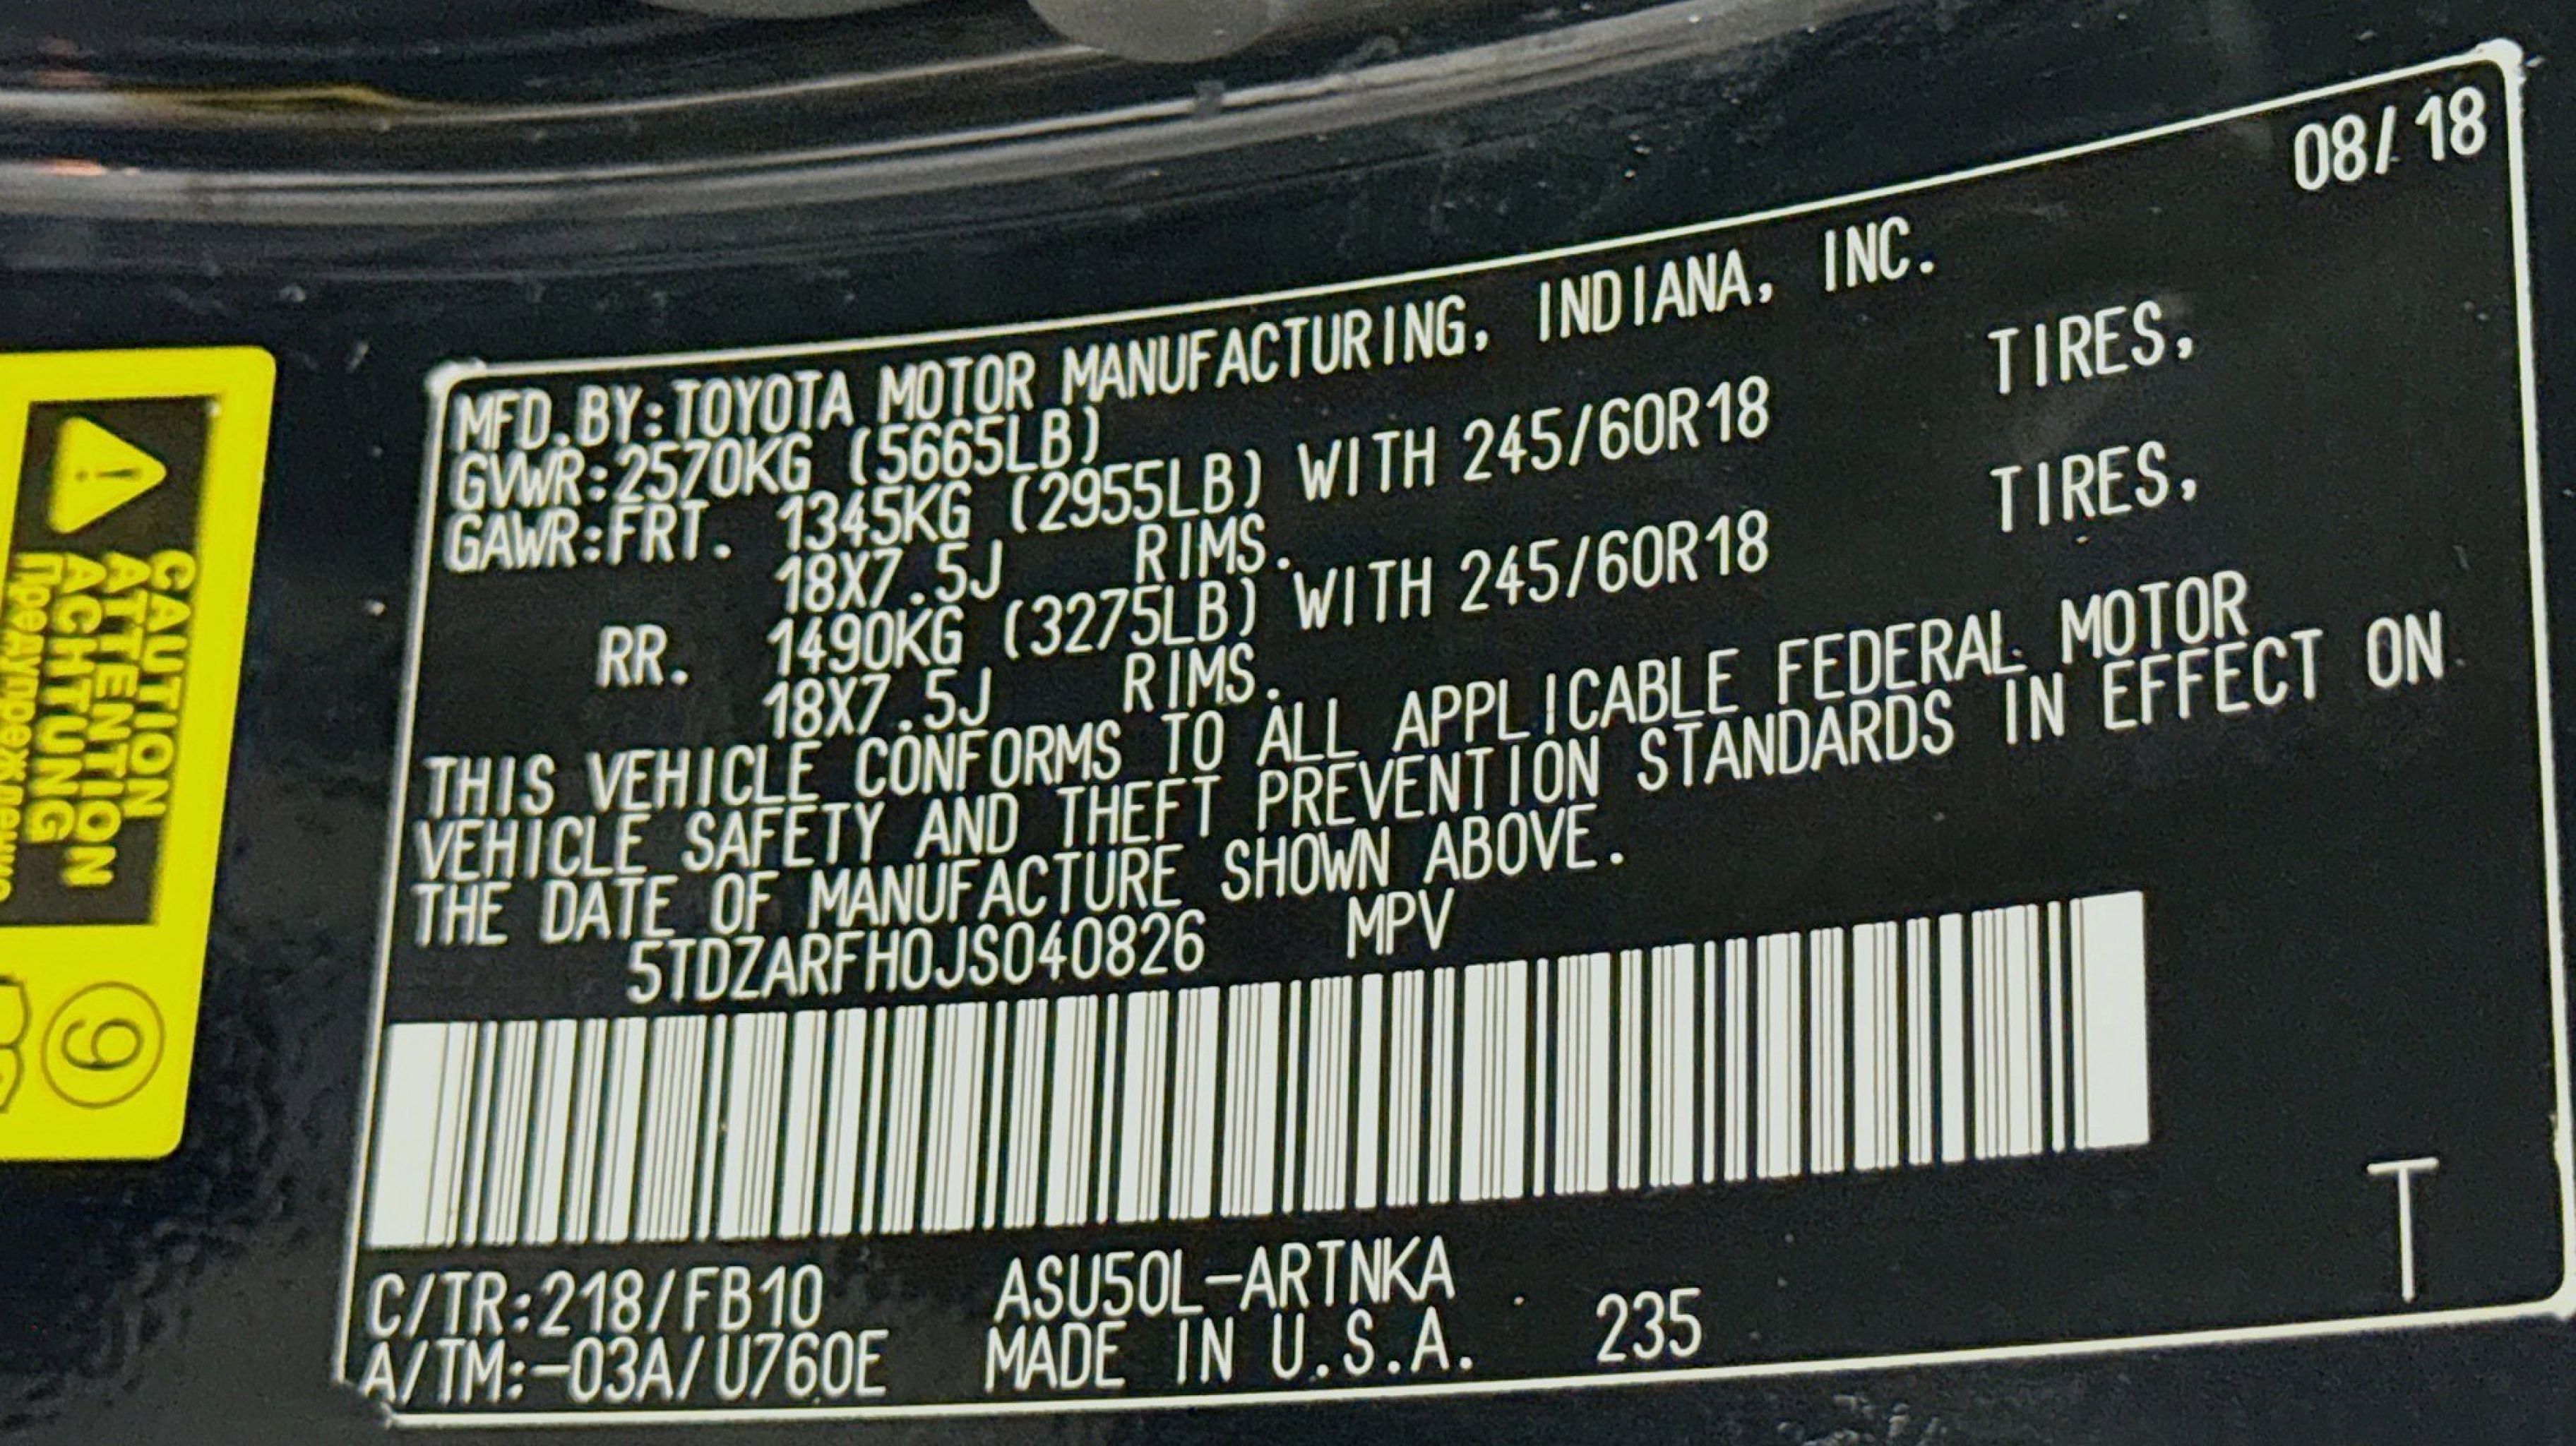 08/18
MFD.BY:TOYOTA MOTOR MANUFACTURING, INDIANA, INC.
GVWR:2570KG (5665LB)
GAWR:FRT. 1345KG (2955LB) WITH 245/60R18 TIRES,
18X7.5J RIMS.
RR. 1490KG (3275LB) WITH 245/60R18 TIRES,
18X7.5J RIMS.
THIS VEHICLE CONFORMS TO ALL APPLICABLE FEDERAL MOTOR
VEHICLE SAFETY AND THEFT PREVENTION STANDARDS IN EFFECT ON
THE DATE OF MANUFACTURE SHOWN ABOVE.
5TDZARFH0JS040826 MPV
C/TR:218/FB10 ASU50L-ARTNKA
A/TM:-03A/U760E MADE IN U.S.A. 235
T
CAUTION
ATTENTION
ACHTUNG
9